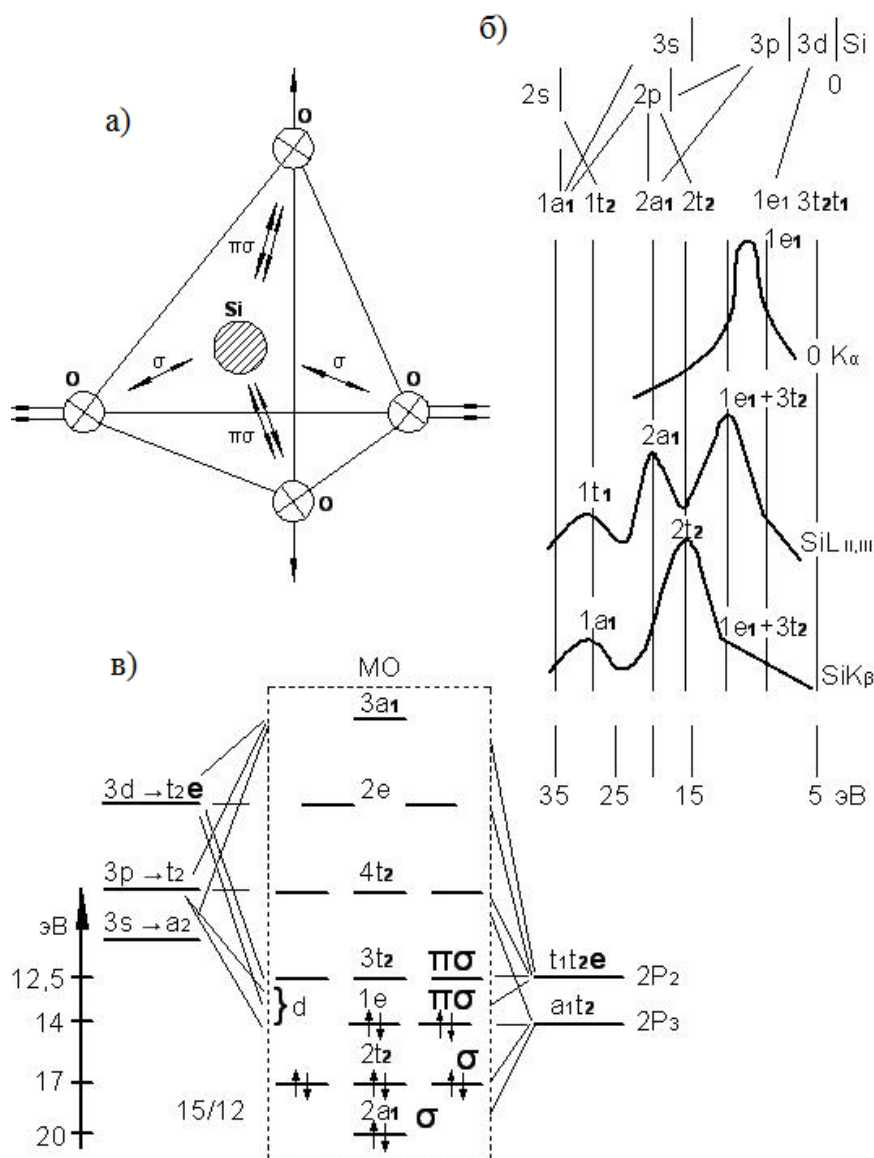 а)
O
πσ
Si
σ
σ
O
O
πσ
O
б)
3s 3p 3d Si
0
2s 2p
1a1 1t2 2a1 2t2 1e1 3t2t1
1e1
0 Kα
1e1+3t2
2a1
1t1
SiLII,III
2t2
1a1
1e1+3t2
SiKβ
35 25 15 5 эВ
в)
МО
3a1
3d → t2e
2e
3p → t2
4t2
эВ
3s → a2
12,5
3t2 πσ
t1t2e
2P2
} d
1e πσ
a1t2
14
2P3
2t2
σ
17
15/12
2a1
σ
20